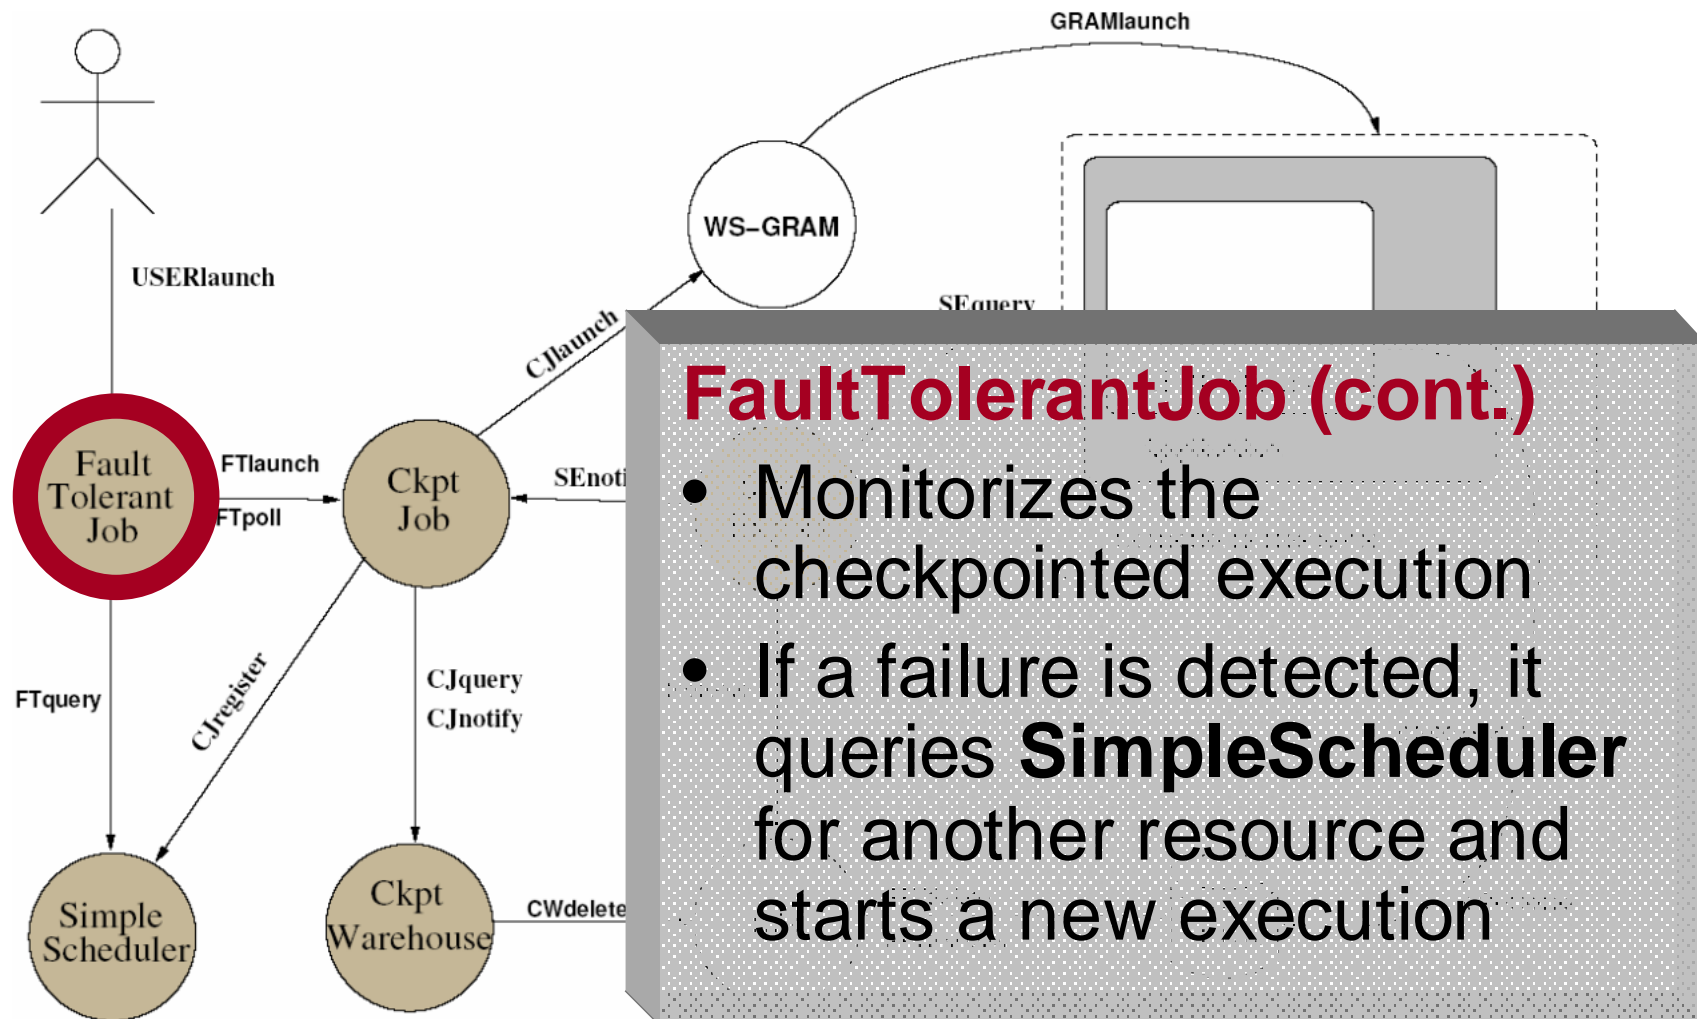 GRAMlaunch
WS–GRAM
USERlaunch
SEquery
CJlaunch
FaultTolerantJob (cont.)
Fault
Tolerant
Job
FTlaunch
FTpoll
Ckpt
Job
• Monitorizes the
checkpointed execution
• If a failure is detected, it
queries SimpleScheduler
for another resource and
starts a new execution
FTquery
CJregister
CJquery
CJnotify
Simple
Scheduler
Ckpt
Warehouse
CWdelete